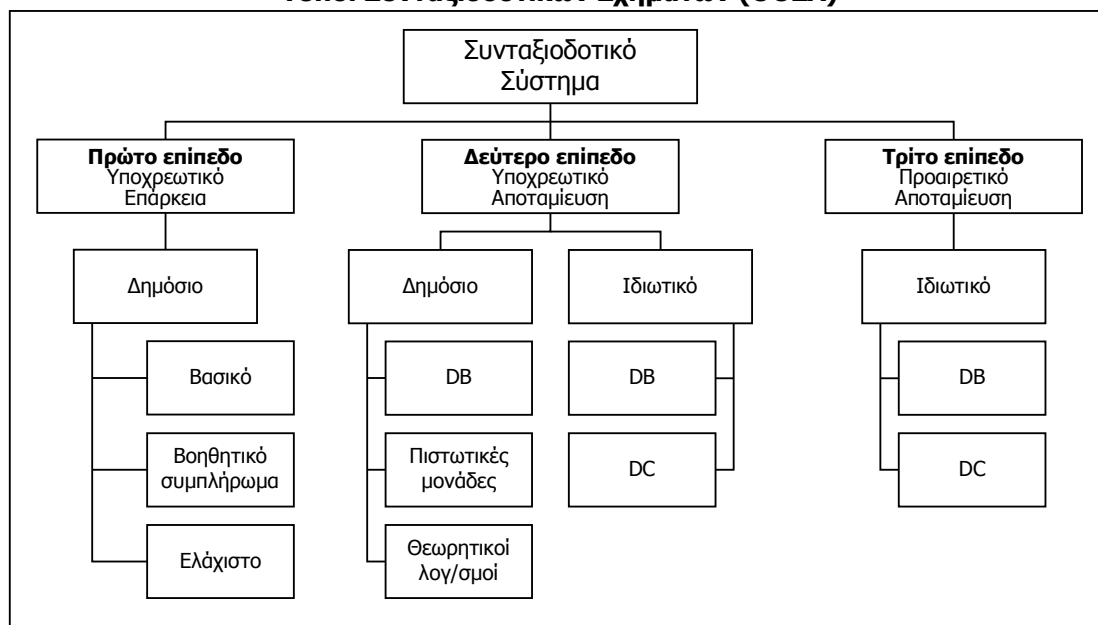 Συνταξιοδοτικό
Σύστημα
Πρώτο επίπεδο
Υποχρεωτικό
Επάρκεια
Δεύτερο επίπεδο
Υποχρεωτικό
Αποταμίευση
Τρίτο επίπεδο
Προαιρετικό
Αποταμίευση
Δημόσιο
Δημόσιο
Ιδιωτικό
Ιδιωτικό
Βασικό
DB
DB
DB
Βοηθητικό
συμπλήρωμα
Πιστωτικές
μονάδες
DC
DC
Ελάχιστο
Θεωρητικοί
λογ/σμοί